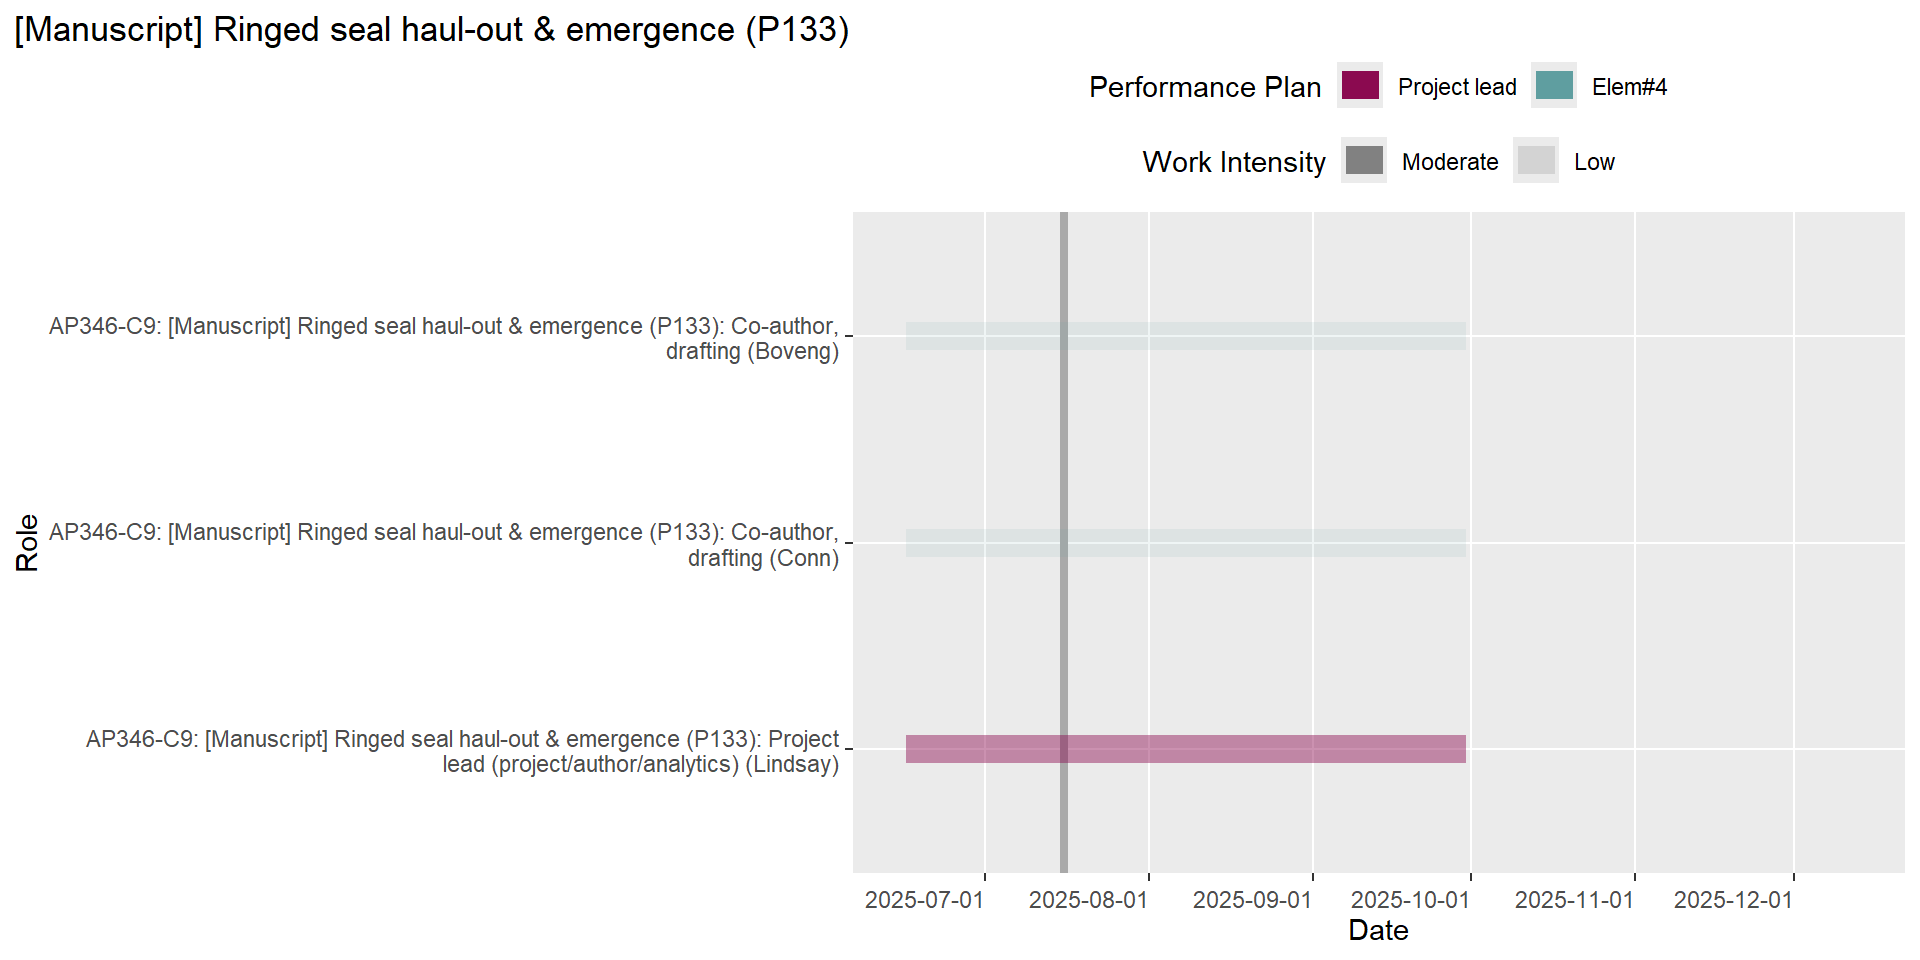 [Manuscript] Ringed seal haul-out & emergence (P133)
Performance Plan Project lead Elem#4
Work Intensity Moderate Low
AP346-C9: [Manuscript] Ringed seal haul-out & emergence (P133): Co-author,
drafting (Boveng)
AP346-C9: [Manuscript] Ringed seal haul-out & emergence (P133): Co-author,
drafting (Conn)
AP346-C9: [Manuscript] Ringed seal haul-out & emergence (P133): Project
lead (project/author/analytics) (Lindsay)
Role
2025-07-01 2025-08-01 2025-09-01 2025-10-01 2025-11-01 2025-12-01
Date